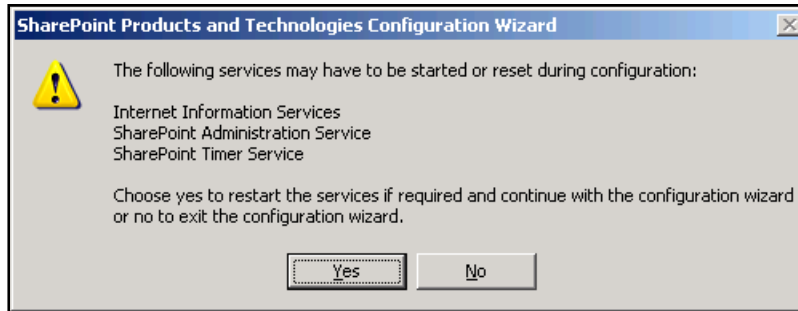 SharePoint Products and Technologies Configuration Wizard
The following services may have to be started or reset during configuration:
Internet Information Services
SharePoint Administration Service
SharePoint Timer Service
Choose yes to restart the services if required and continue with the configuration wizard
or no to exit the configuration wizard.
Yes
No